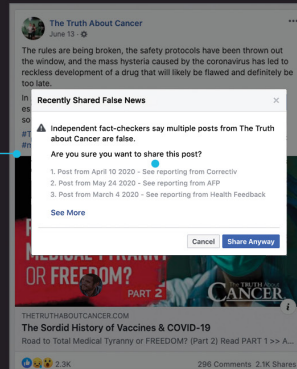 The Truth About Cancer
June 13 ·
The rules are being broken, the safety protocols have been thrown out
the window, and the mass hysteria caused by the coronavirus has led to
reckless development of a drug that will likely be flawed and definitely be
too late.
In
es
so
#T
#n
Recently Shared False News
Independent fact-checkers say multiple posts from The Truth
about Cancer are false.
Are you sure you want to share this post?
1. Post from April 10 2020 - See reporting from Correctiv
2. Post from May 24 2020 - See reporting from AFP
3. Post from March 4 2020 - See reporting from Health Feedback
See More
Cancel
Share Anyway
MEDICAL TYRANNY
OR FREEDOM?
PART 2
THE TRUTH ABOUT
CANCER
THETRUTHABOUTCANCER.COM
The Sordid History of Vaccines & COVID-19
Road to Total Medical Tyranny or FREEDOM? (Part 2) Read PART 1 >> A...
2.3K
296 Comments 2.1K Shares